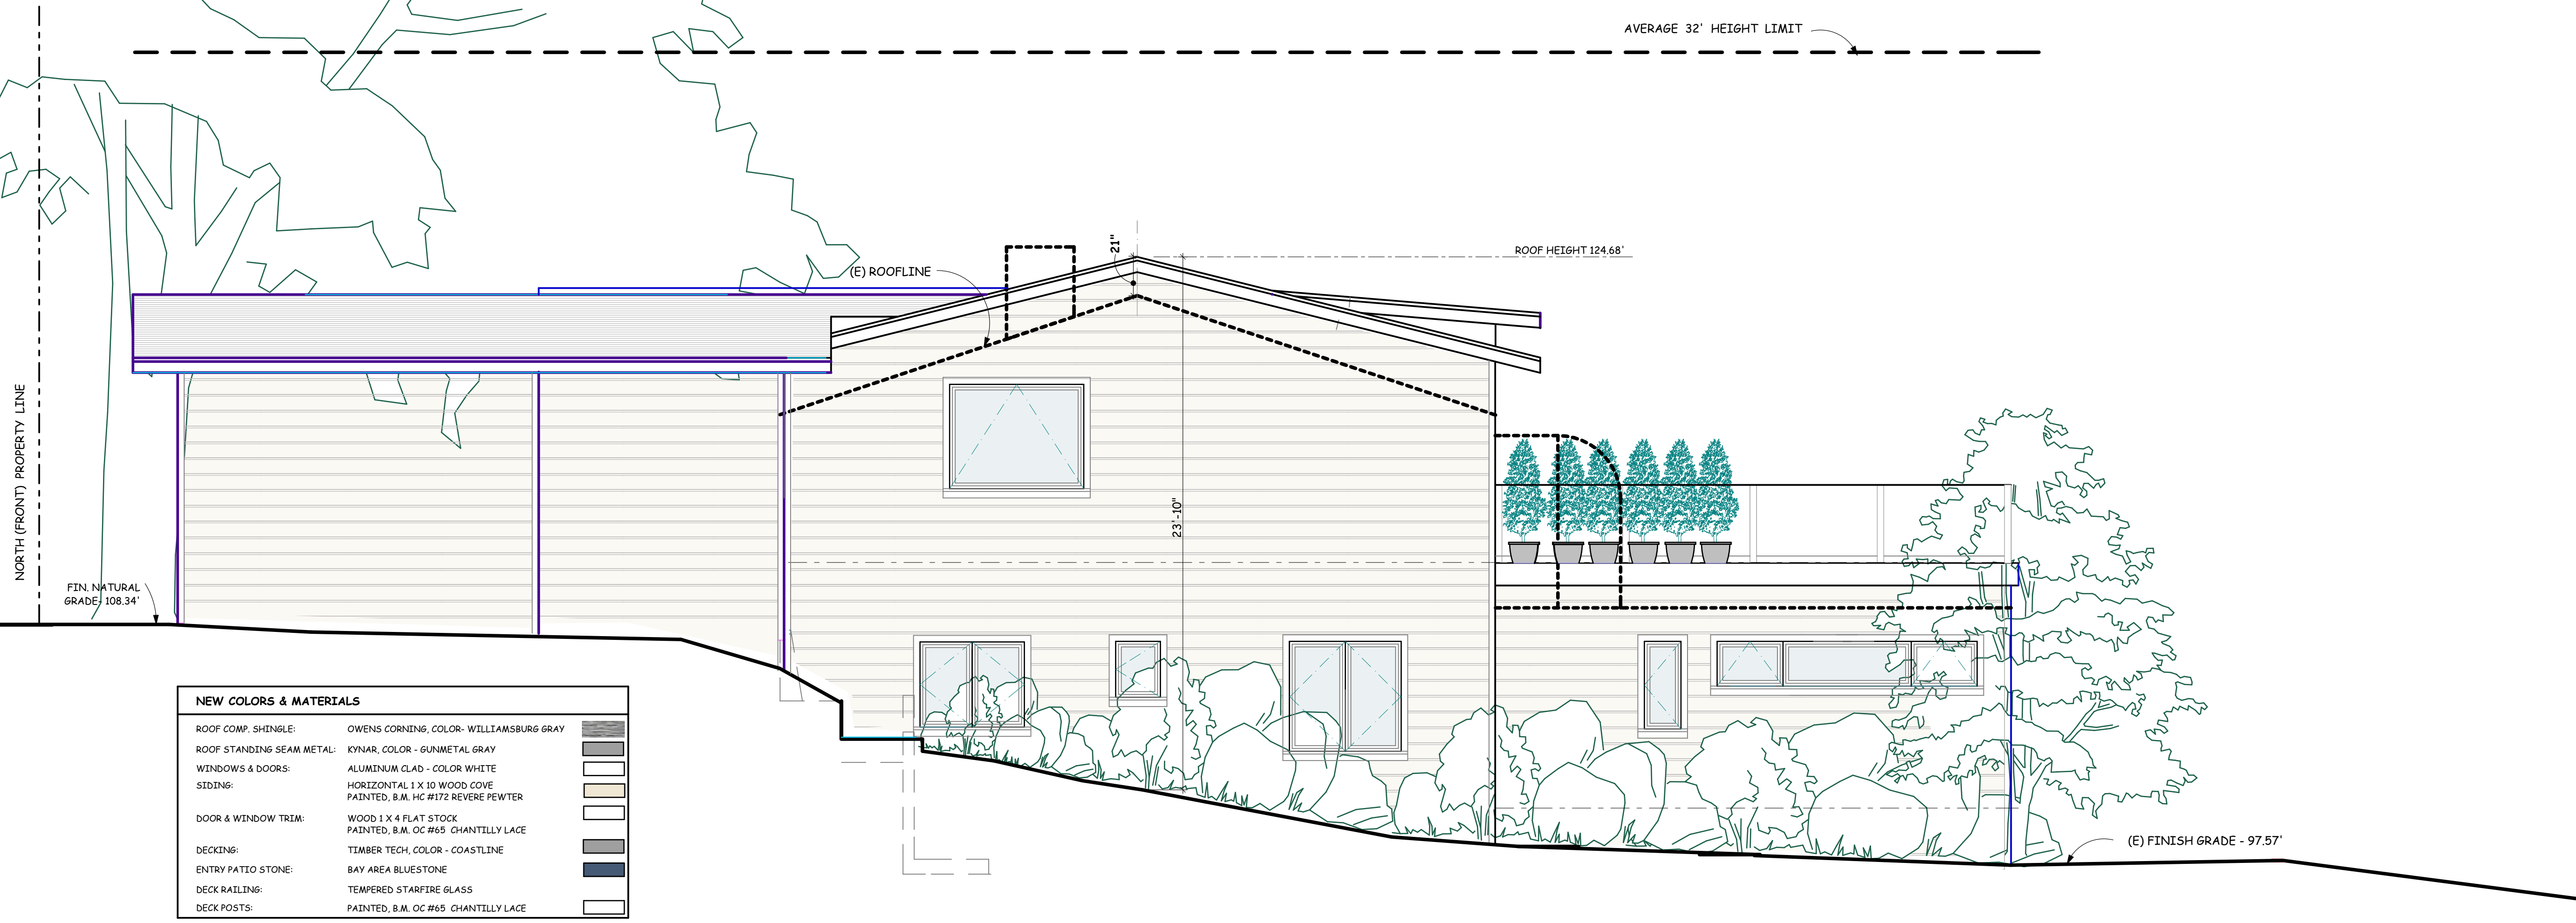 AVERAGE 32' HEIGHT LIMIT
21"
ROOF HEIGHT 124.68'
(E) ROOFLINE
NORTH (FRONT) PROPERTY LINE
23'-10"
FIN. NATURAL
GRADE- 108.34'
NEW COLORS & MATERIALS
ROOF COMP. SHINGLE: OWENS CORNING, COLOR- WILLIAMSBURG GRAY
ROOF STANDING SEAM METAL: KYNAR, COLOR - GUNMETAL GRAY
WINDOWS & DOORS: ALUMINUM CLAD - COLOR WHITE
SIDING: HORIZONTAL 1 X 10 WOOD COVE
PAINTED, B.M. HC #172 REVERE PEWTER
DOOR & WINDOW TRIM: WOOD 1 X 4 FLAT STOCK
PAINTED, B.M. OC #65 CHANTILLY LACE
DECKING: TIMBER TECH, COLOR - COASTLINE
ENTRY PATIO STONE: BAY AREA BLUESTONE
DECK RAILING: TEMPERED STARFIRE GLASS
DECK POSTS: PAINTED, B.M. OC #65 CHANTILLY LACE
(E) FINISH GRADE - 97.57'